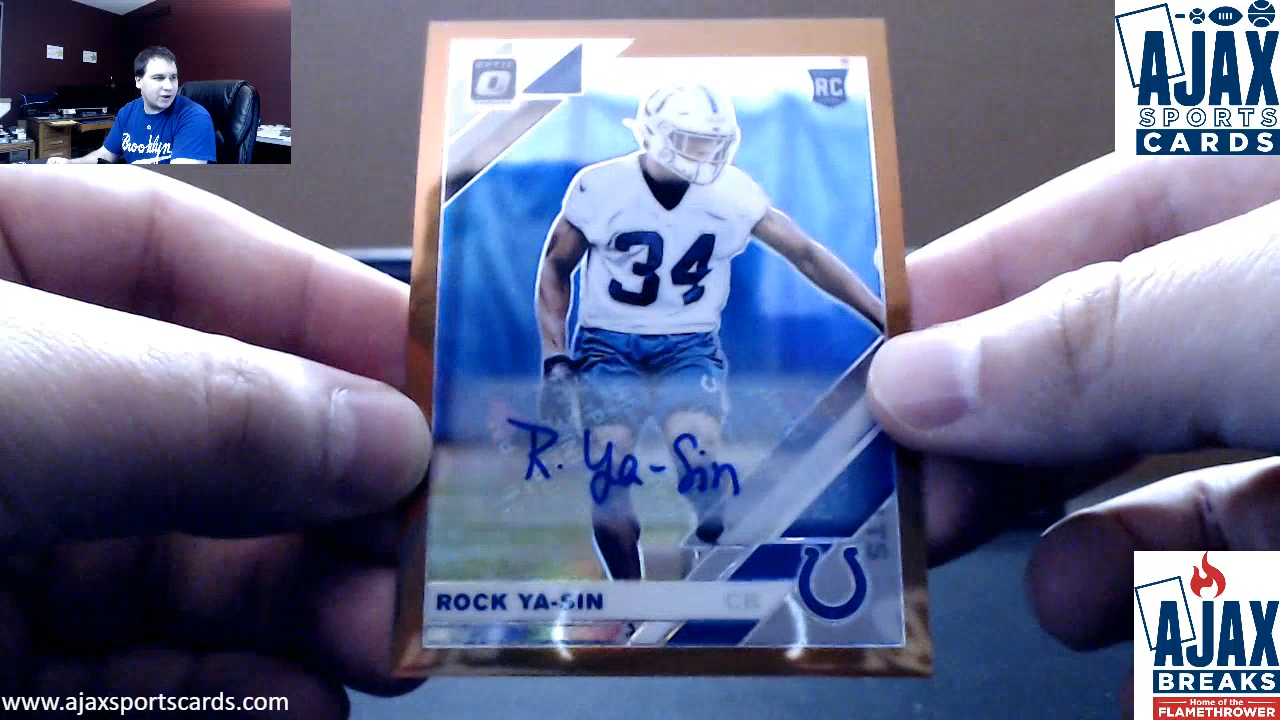 Brooklyn
OPTIC
RC
34
R. Ya-Sin
ROCK YA-SIN
CB
www.ajaxsportscards.com
AJAX
SPORTS
CARDS
AJAX
BREAKS
Home of the
FLAMETHROWER